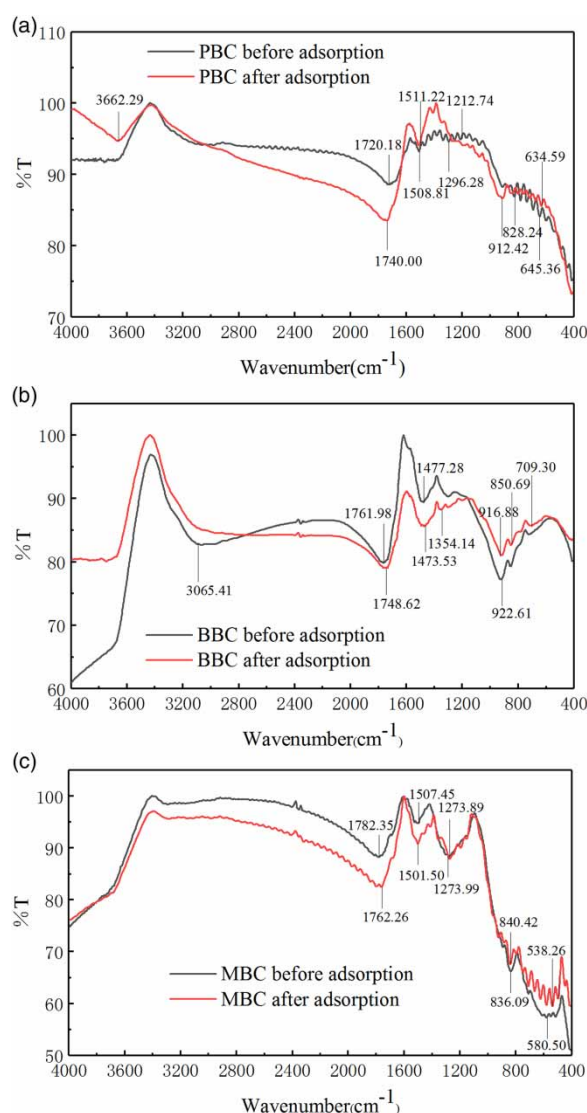 (a)
110
PBC before adsorption
PBC after adsorption
3662.29
1511.22
1212.74
100
1720.18
634.59
%T
90
1508.81
1296.28
828.24
912.42
80
1740.00
645.36
70
4000 3600 3200 2800 2400 2000 1600 1200 800 400
Wavenumber(cm-1)
(b)
100
1477.28
709.30
850.69
90
1761.98
916.88
%T
80
1354.14
3065.41
1473.53
1748.62
922.61
70
BBC before adsorption
BBC after adsorption
60
4000 3600 3200 2800 2400 2000 1600 1200 800 400
Wavenumber(cm-1)
(c)
100
1507.45
1273.89
1782.35
90
1501.50
1273.99
80
1762.26
%T
840.42
538.26
70
MBC before adsorption
MBC after adsorption
836.09
60
580.50
50
4000 3600 3200 2800 2400 2000 1600 1200 800 400
Wavenumber(cm-1)